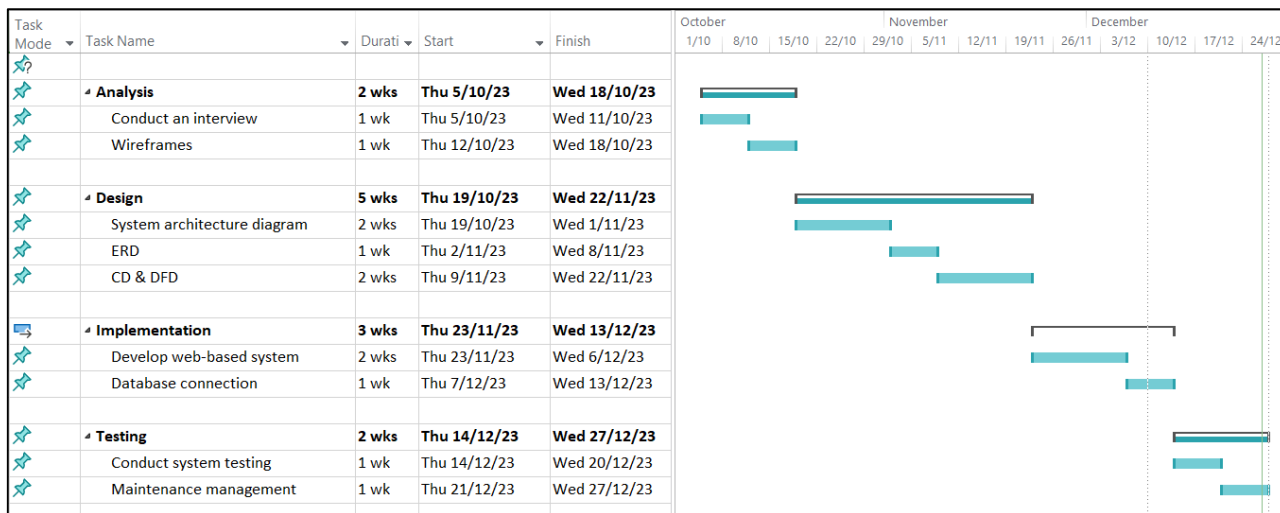 Task Mode Task Name Durati Start Finish
October November December
1/10 8/10 15/10 22/10 29/10 5/11 12/11 19/11 26/11 3/12 10/12 17/12 24/12
?
Analysis 2 wks Thu 5/10/23 Wed 18/10/23
Conduct an interview 1 wk Thu 5/10/23 Wed 11/10/23
Wireframes 1 wk Thu 12/10/23 Wed 18/10/23
Design 5 wks Thu 19/10/23 Wed 22/11/23
System architecture diagram 2 wks Thu 19/10/23 Wed 1/11/23
ERD 1 wk Thu 2/11/23 Wed 8/11/23
CD & DFD 2 wks Thu 9/11/23 Wed 22/11/23
Implementation 3 wks Thu 23/11/23 Wed 13/12/23
Develop web-based system 2 wks Thu 23/11/23 Wed 6/12/23
Database connection 1 wk Thu 7/12/23 Wed 13/12/23
Testing 2 wks Thu 14/12/23 Wed 27/12/23
Conduct system testing 1 wk Thu 14/12/23 Wed 20/12/23
Maintenance management 1 wk Thu 21/12/23 Wed 27/12/23